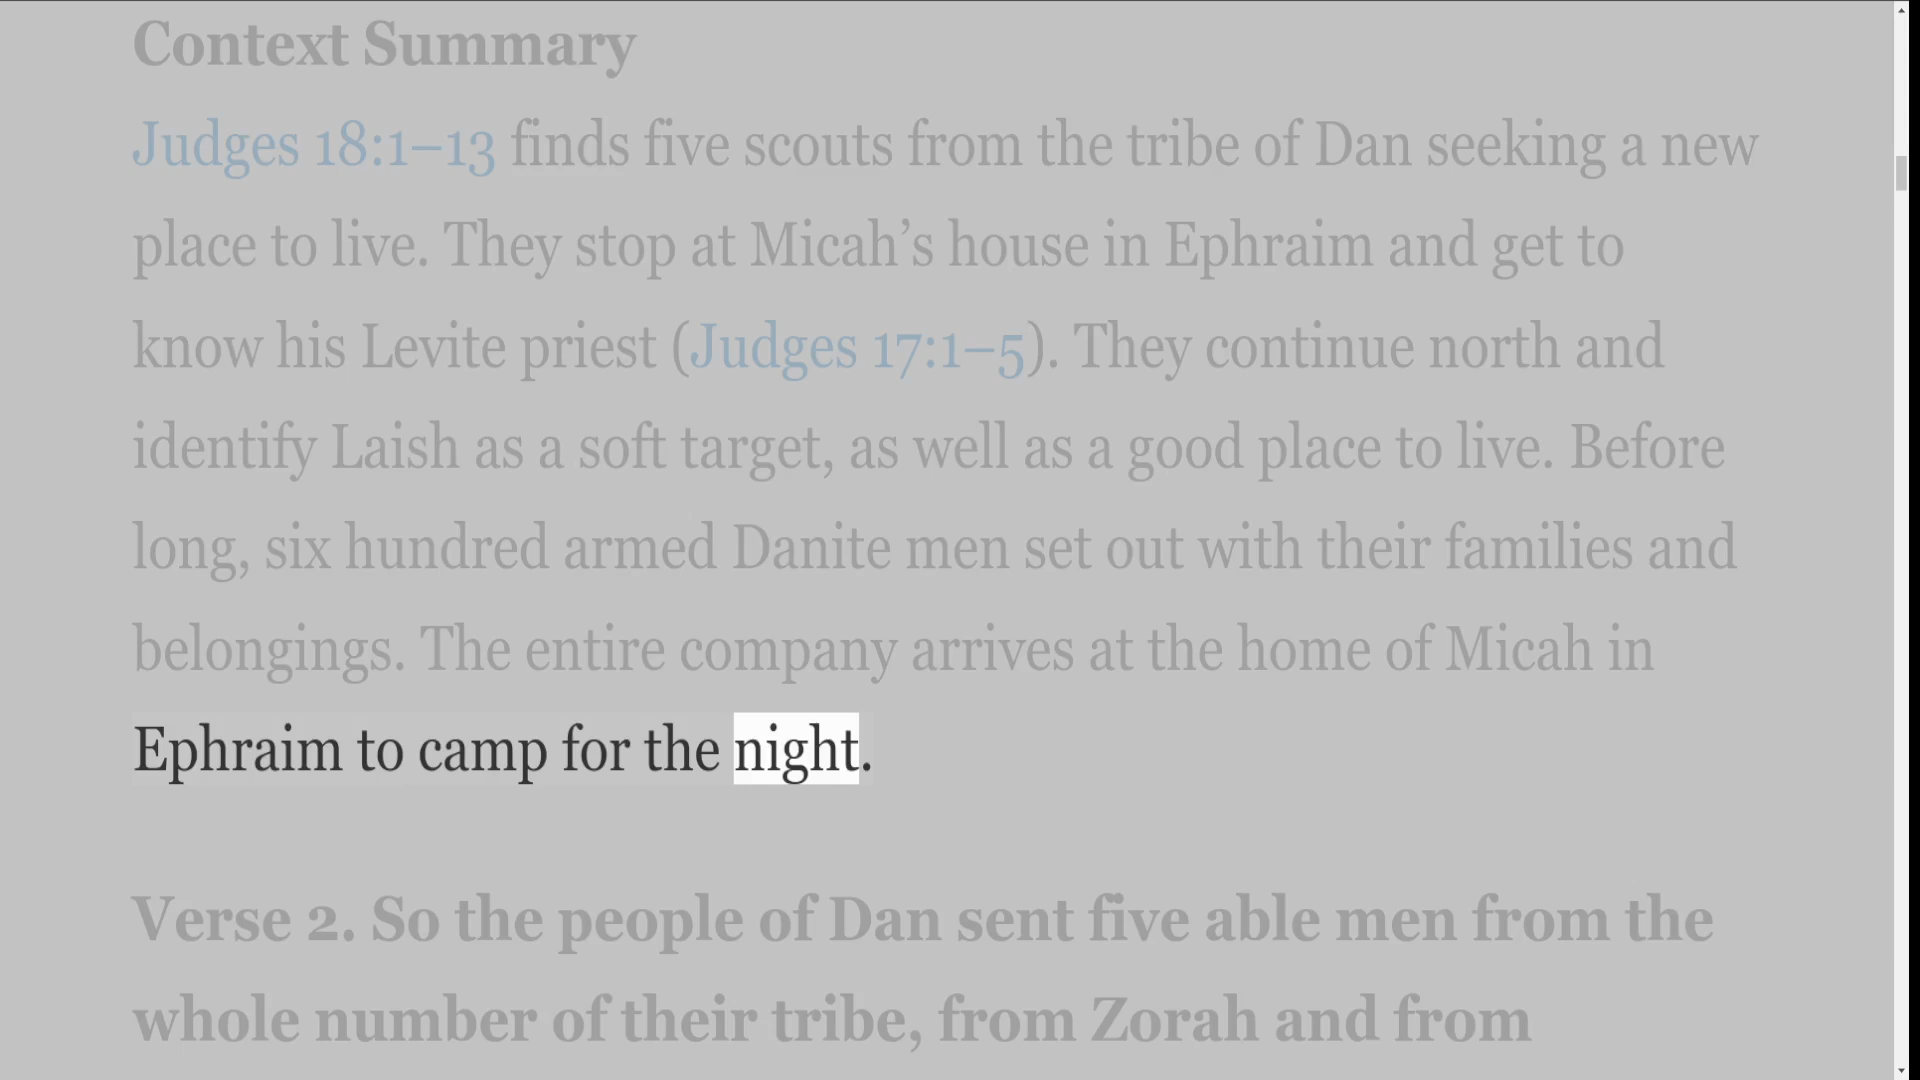 Context Summary
Judges 18:1–13 finds five scouts from the tribe of Dan seeking a new
place to live. They stop at Micah’s house in Ephraim and get to
know his Levite priest (Judges 17:1–5). They continue north and
identify Laish as a soft target, as well as a good place to live. Before
long, six hundred armed Danite men set out with their families and
belongings. The entire company arrives at the home of Micah in
Ephraim to camp for the night.
Verse 2. So the people of Dan sent five able men from the
whole number of their tribe, from Zorah and from